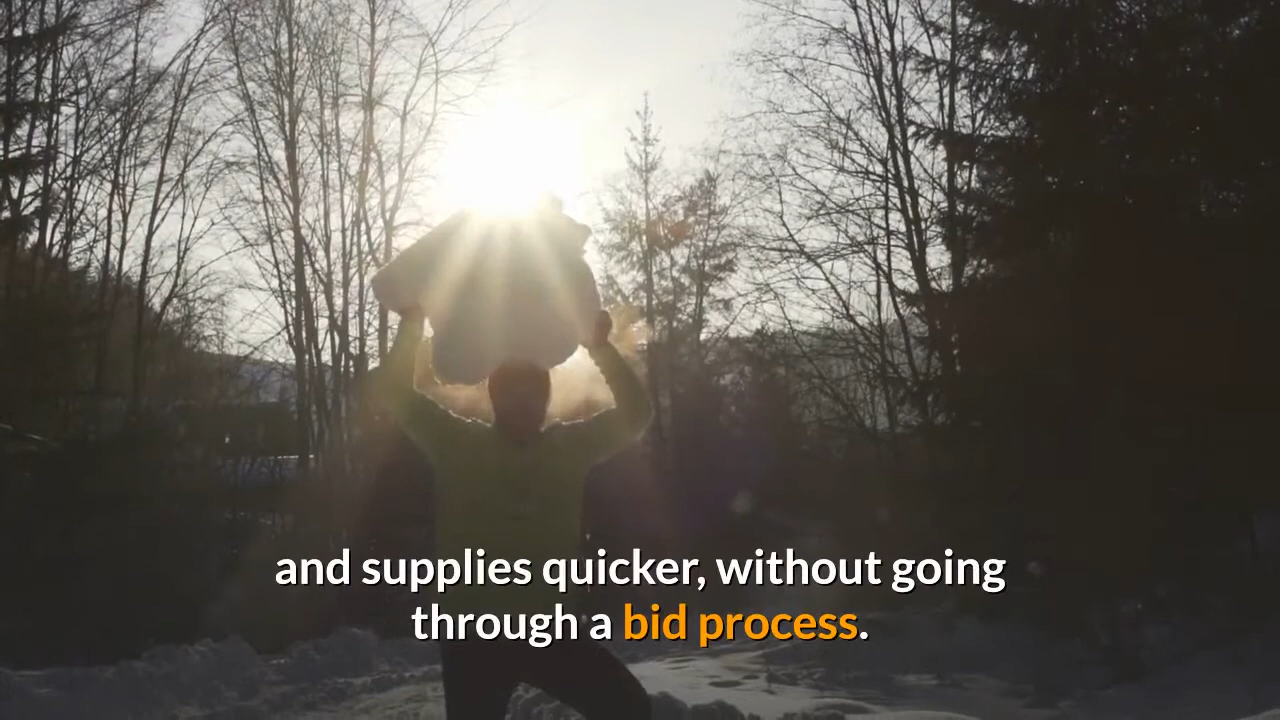 and supplies quicker, without going
through a bid process.